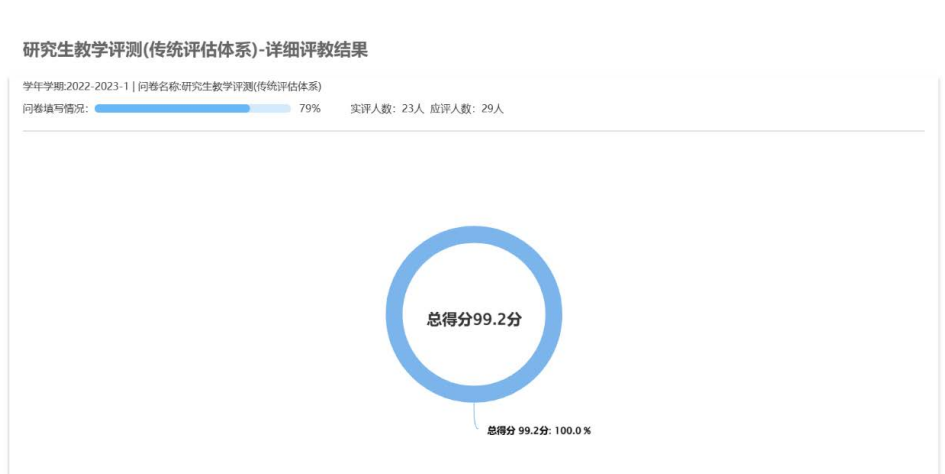 研究生教学评测(传统评估体系)-详细评教结果
学年学期:2022-2023-1 | 问卷名称:研究生教学评测(传统评估体系)
问卷填写情况: 79% 实评人数: 23人 应评人数: 29人
总得分99.2分
总得分 99.2分: 100.0 %